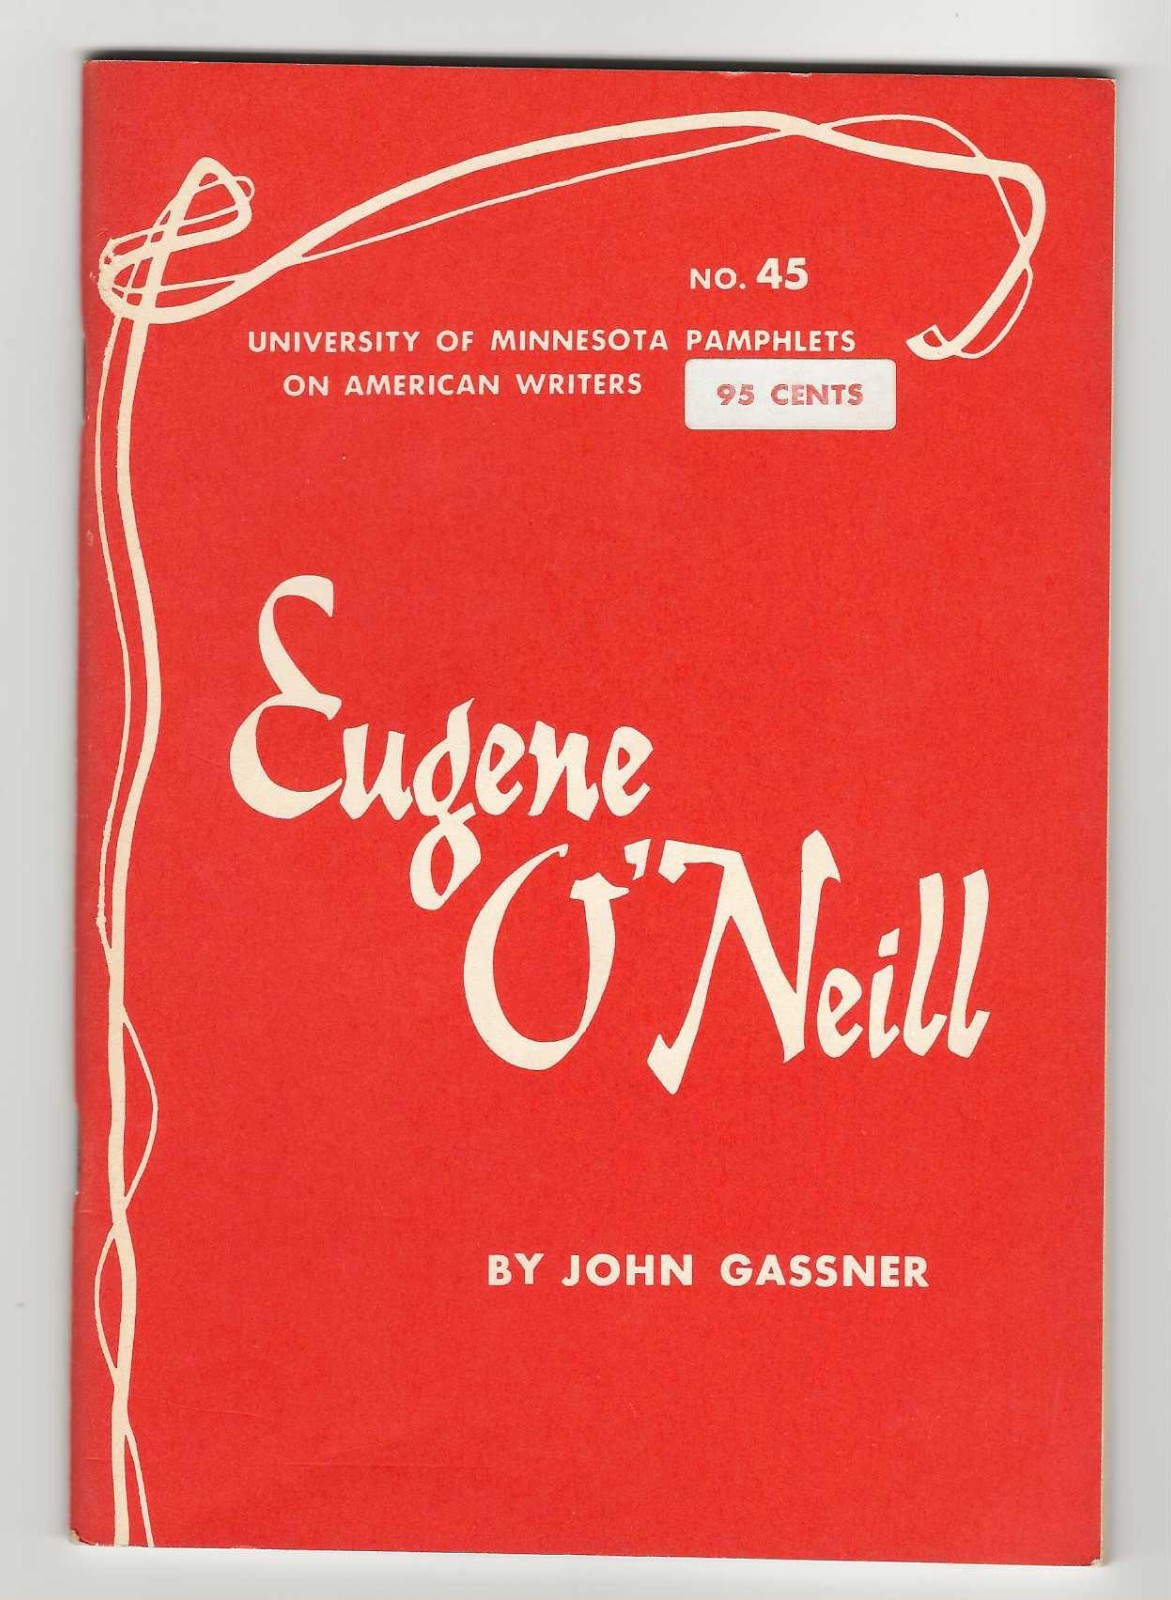 NO. 45
UNIVERSITY OF MINNESOTA PAMPHLETS
ON AMERICAN WRITERS
95 CENTS
Eugene
O'Neill
BY JOHN GASSNER